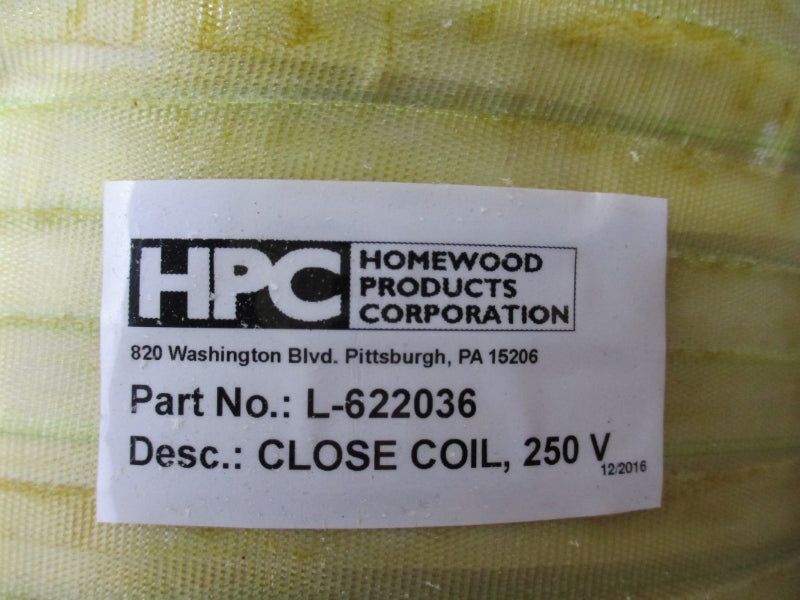 HPC
HOMEWOOD
PRODUCTS
CORPORATION
820 Washington Blvd. Pittsburgh, PA 15206
Part No.: L-622036
Desc.: CLOSE COIL, 250 V
12/2016